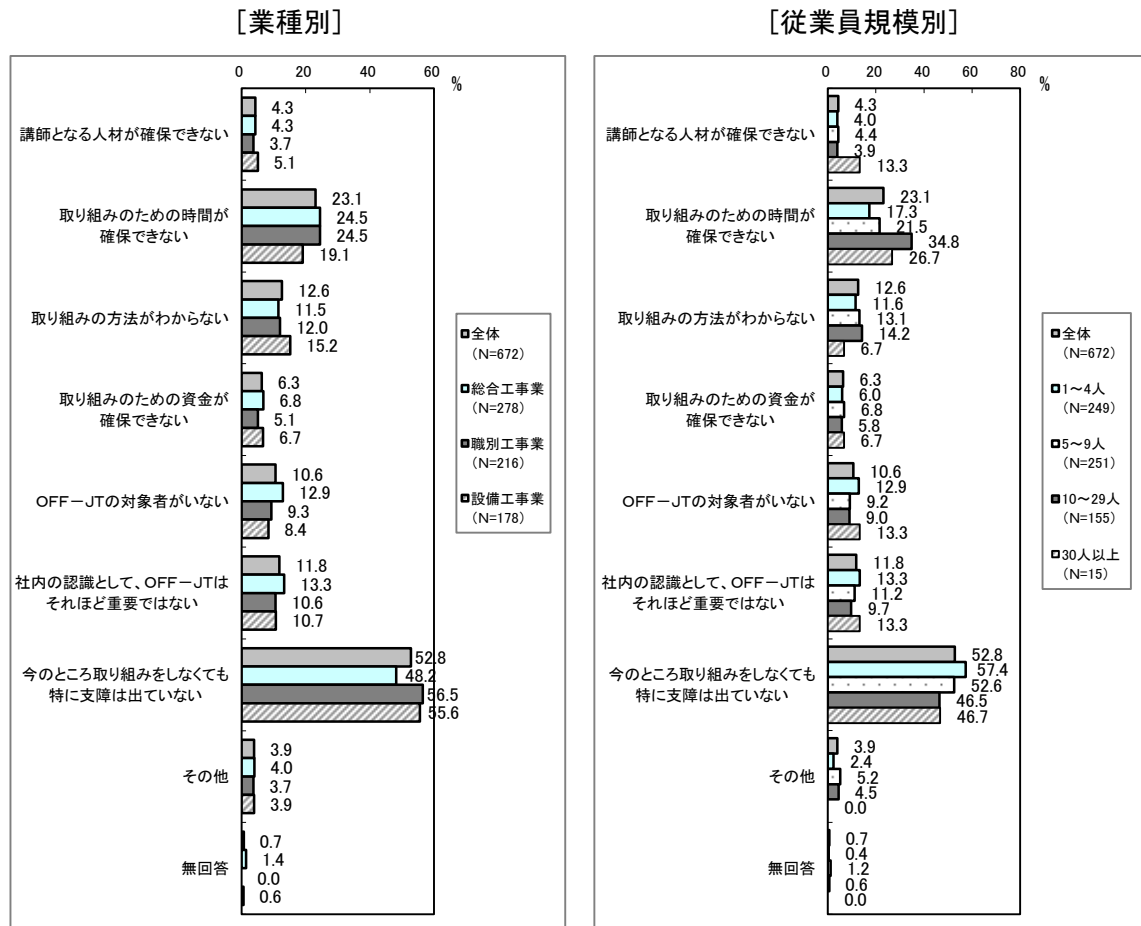 [業種別]
0 20 40 60
%
講師となる人材が確保できない
4.3
4.3
3.7
5.1
取り組みのための時間が
確保できない
23.1
24.5
24.5
19.1
取り組みの方法がわからない
12.6
11.5
12.0
15.2
取り組みのための資金が
確保できない
6.3
6.8
5.1
6.7
OFF-JTの対象者がいない
10.6
12.9
9.3
8.4
社内の認識として、OFF-JTは
それほど重要ではない
11.8
13.3
10.6
10.7
今のところ取り組みをしなくても
特に支障は出ていない
52.8
48.2
56.5
55.6
その他
3.9
4.0
3.7
3.9
無回答
0.7
1.4
0.0
0.6
全体
(N=672)
総合工事業
(N=278)
職別工事業
(N=216)
設備工事業
(N=178)
[従業員規模別]
0 20 40 60 80
%
講師となる人材が確保できない
4.3
4.0
4.4
3.9
13.3
取り組みのための時間が
確保できない
23.1
17.3
21.5
34.8
26.7
取り組みの方法がわからない
12.6
11.6
13.1
14.2
6.7
取り組みのための資金が
確保できない
6.3
6.0
6.8
5.8
6.7
OFF-JTの対象者がいない
10.6
12.9
9.2
9.0
13.3
社内の認識として、OFF-JTは
それほど重要ではない
11.8
13.3
11.2
9.7
13.3
今のところ取り組みをしなくても
特に支障は出ていない
52.8
57.4
52.6
46.5
46.7
その他
3.9
2.4
5.2
4.5
0.0
無回答
0.7
0.4
1.2
0.6
0.0
全体
(N=672)
1~4人
(N=249)
5~9人
(N=251)
10~29人
(N=155)
30人以上
(N=15)